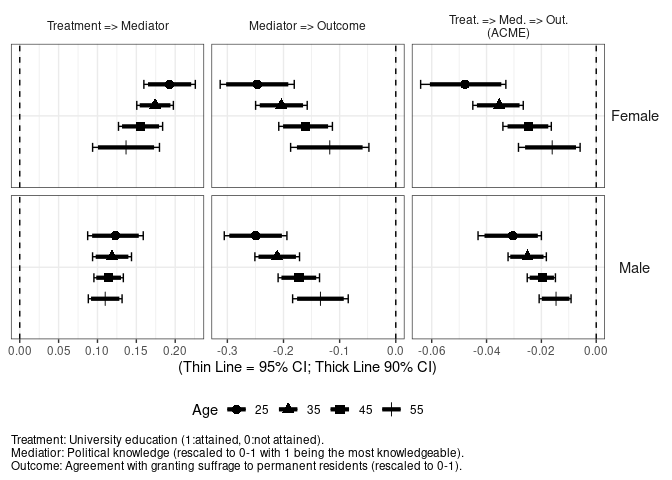 Treatment => Mediator
Mediator => Outcome
Treat. => Med. => Out.
(ACME)
Female
Male
0.00 0.05 0.10 0.15 0.20
-0.3 -0.2 -0.1 0.0
-0.06 -0.04 -0.02 0.00
(Thin Line = 95% CI; Thick Line 90% CI)
Age 25 35 45 55
Treatment: University education (1:attained, 0:not attained).
Mediatior: Political knowledge (rescaled to 0-1 with 1 being the most knowledgeable).
Outcome: Agreement with granting suffrage to permanent residents (rescaled to 0-1).